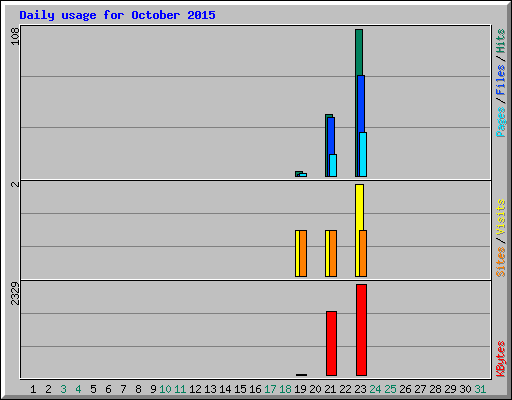 Daily usage for October 2015
108
Pages / Files / Hits
2
Sites / Visits
2329
KBytes
1 2 3 4 5 6 7 8 9 10 11 12 13 14 15 16 17 18 19 20 21 22 23 24 25 26 27 28 29 30 31